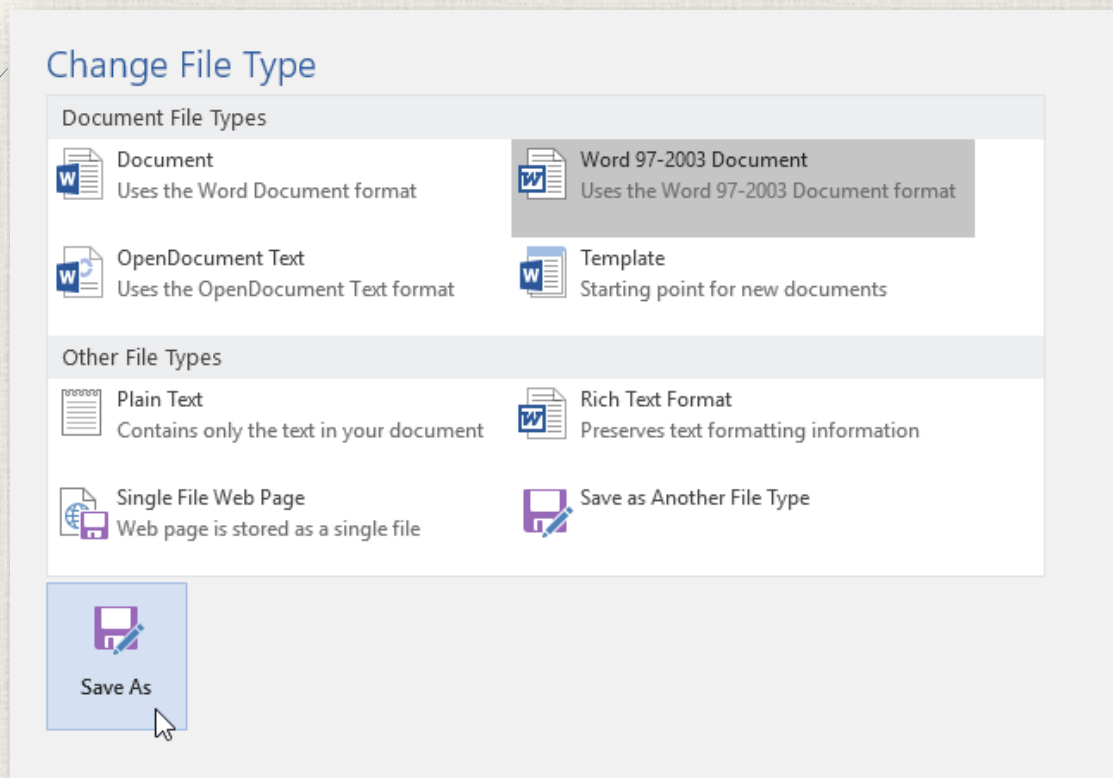 Change File Type
Document File Types
Document
Uses the Word Document format
Word 97-2003 Document
Uses the Word 97-2003 Document format
OpenDocument Text
Uses the OpenDocument Text format
Template
Starting point for new documents
Other File Types
Plain Text
Contains only the text in your document
Rich Text Format
Preserves text formatting information
Single File Web Page
Web page is stored as a single file
Save as Another File Type
Save As